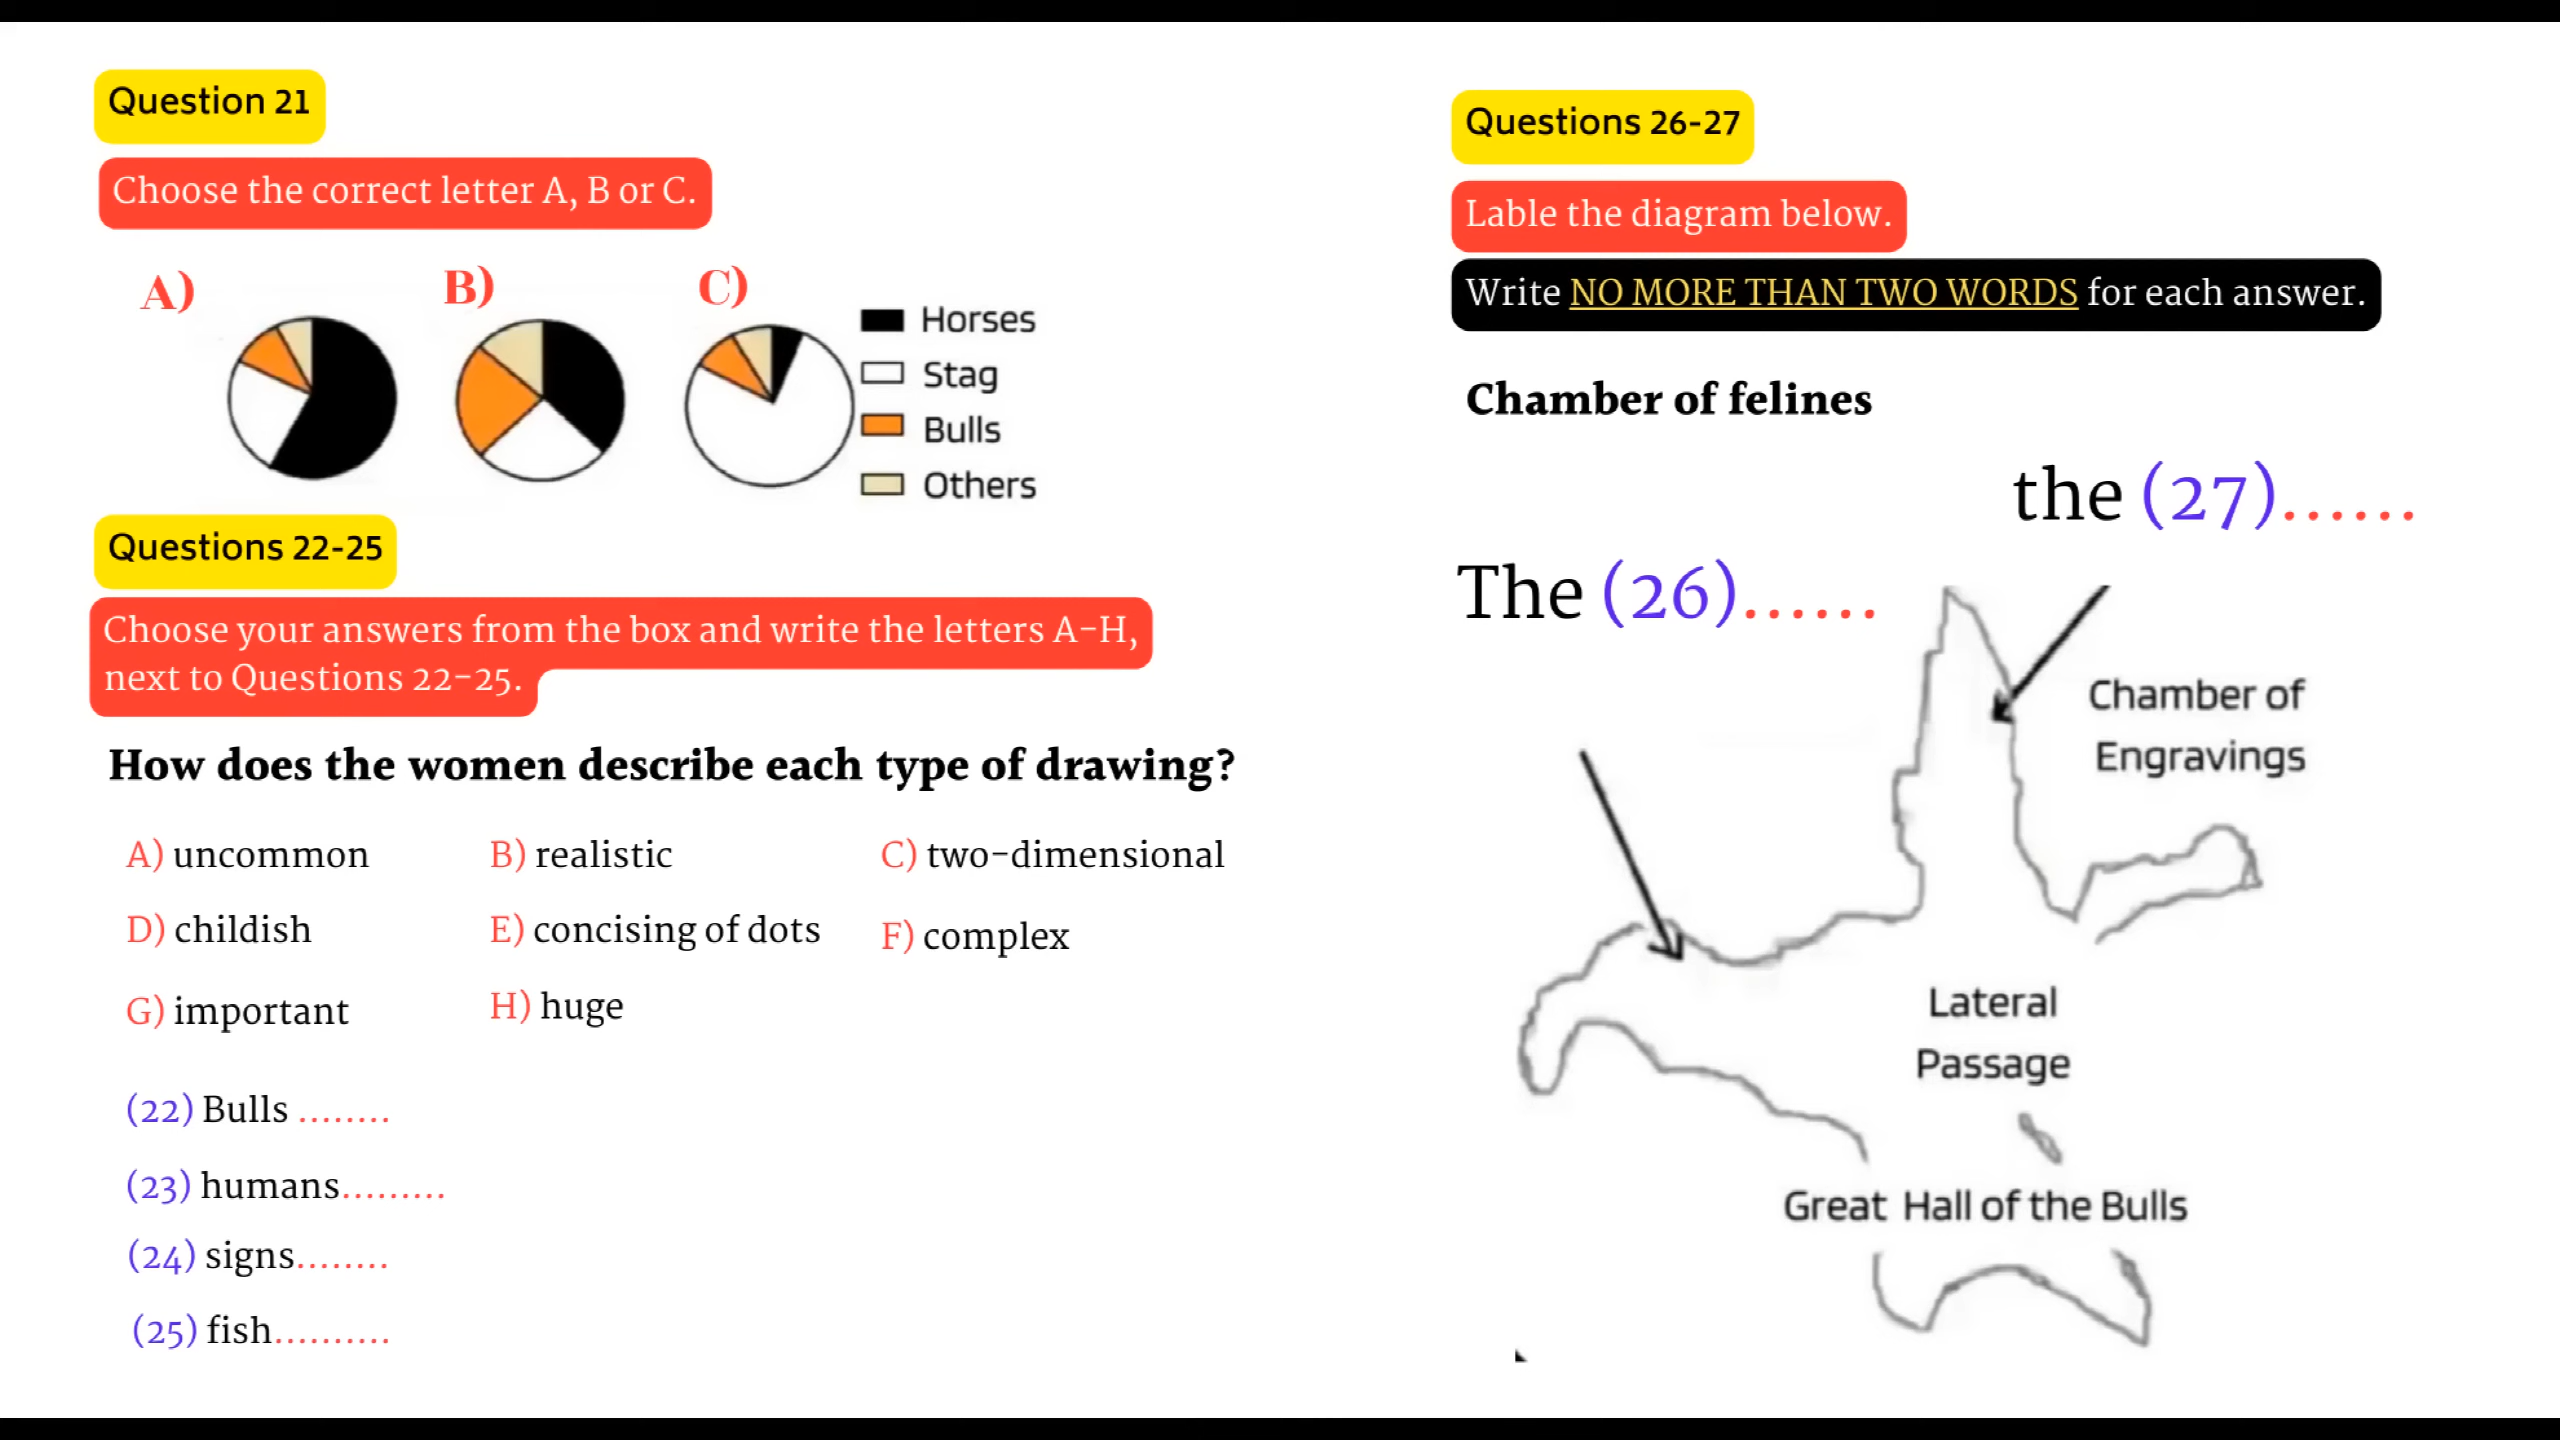 Question 21
Choose the correct letter A, B or C.
A)
B)
C)
Horses
Stag
Bulls
Others
Questions 22-25
Choose your answers from the box and write the letters A-H,
next to Questions 22-25.
How does the women describe each type of drawing?
A) uncommon
B) realistic
C) two-dimensional
D) childish
E) concising of dots
F) complex
G) important
H) huge
(22) Bulls ........
(23) humans.........
(24) signs........
(25) fish..........
Questions 26-27
Lable the diagram below.
Write NO MORE THAN TWO WORDS for each answer.
Chamber of felines
the (27)......
The (26)......
Chamber of
Engravings
Lateral
Passage
Great Hall of the Bulls